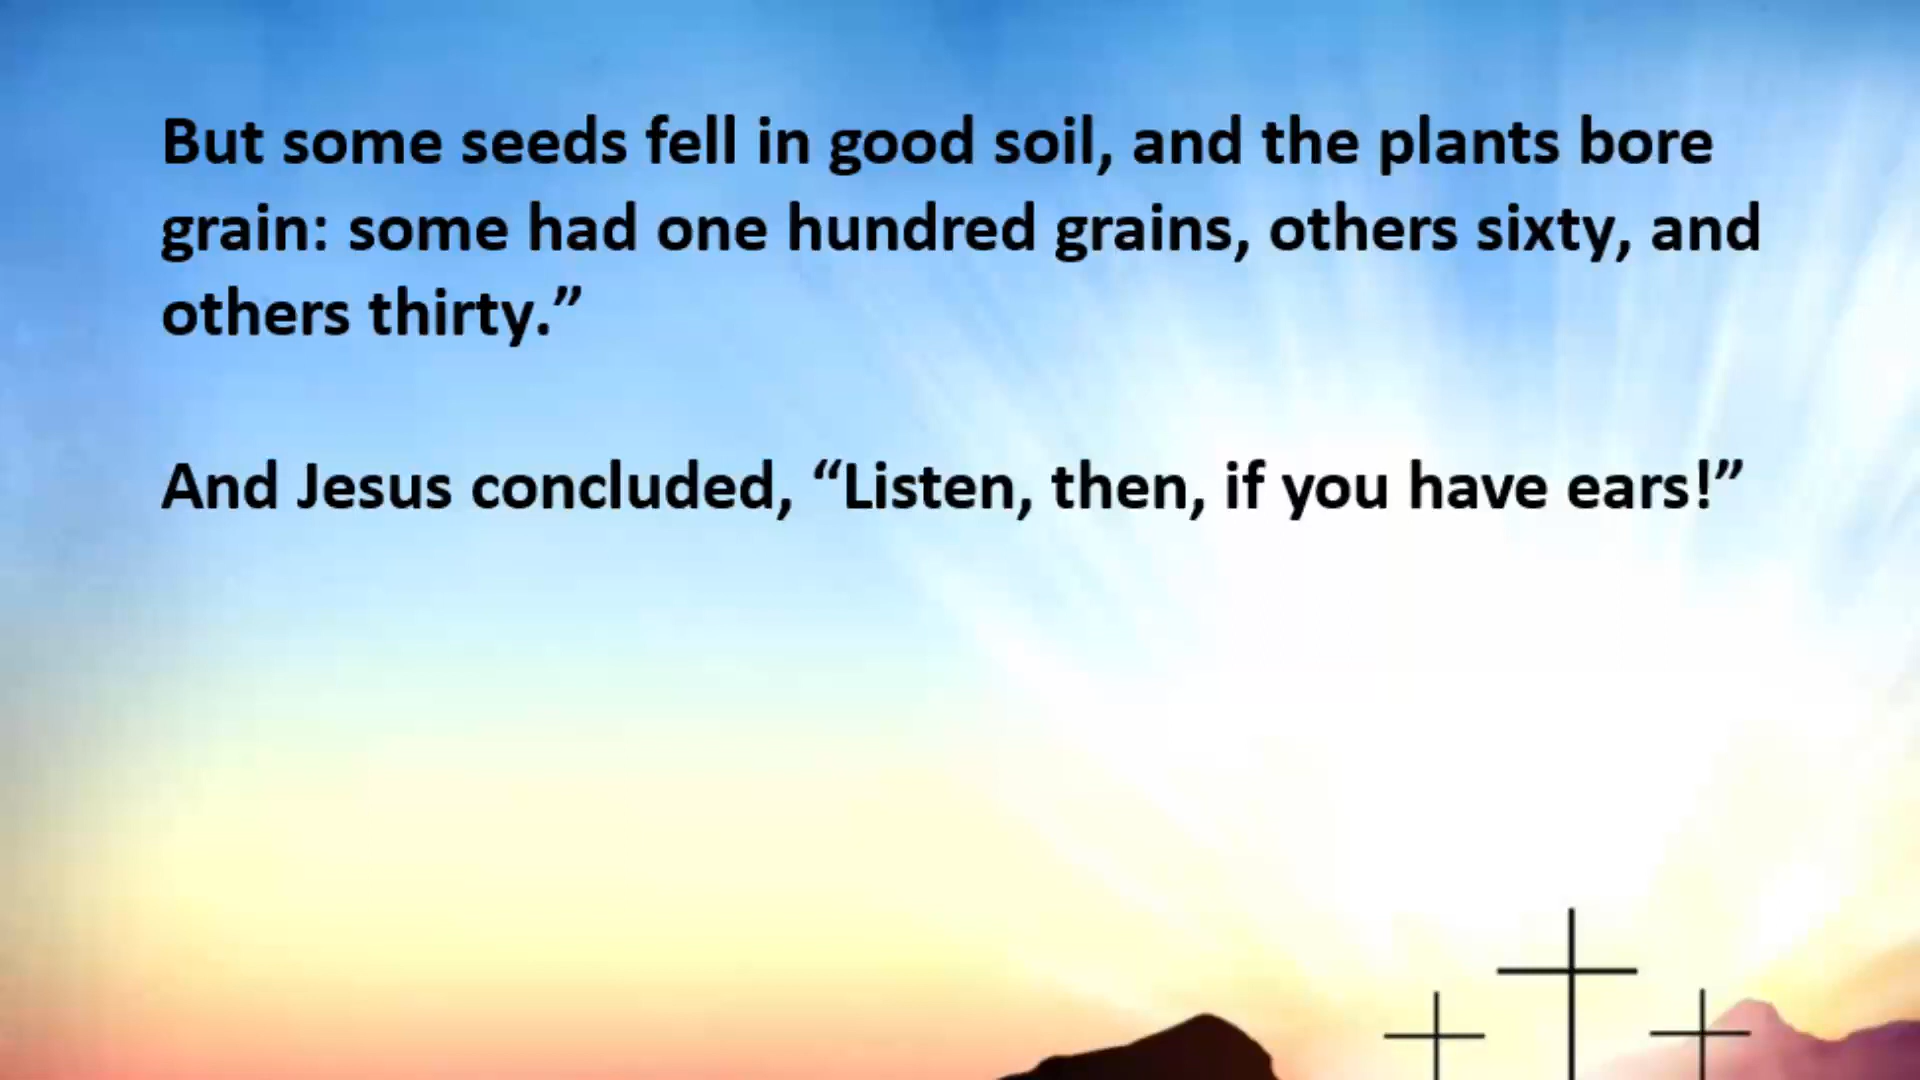 But some seeds fell in good soil, and the plants bore
grain: some had one hundred grains, others sixty, and
others thirty.”
And Jesus concluded, “Listen, then, if you have ears!”